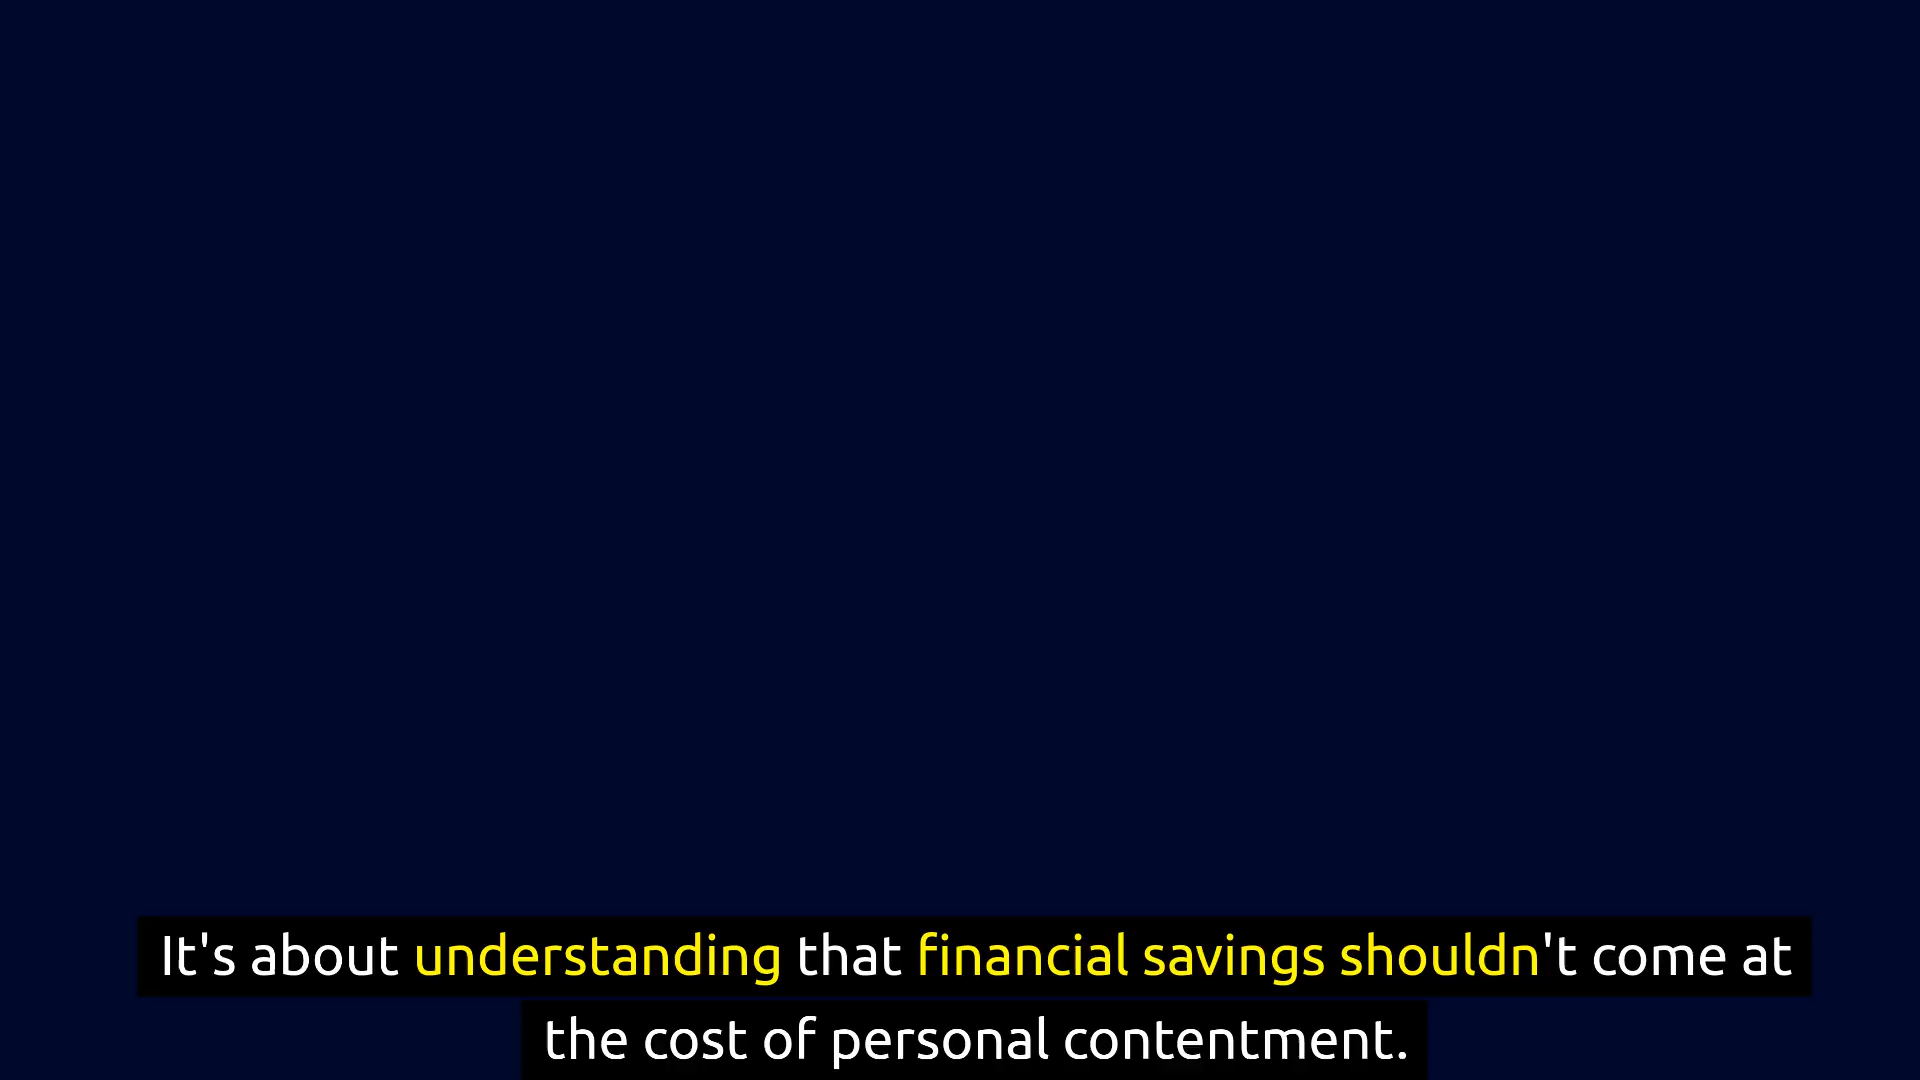 It's about understanding that financial savings shouldn't come at
the cost of personal contentment.